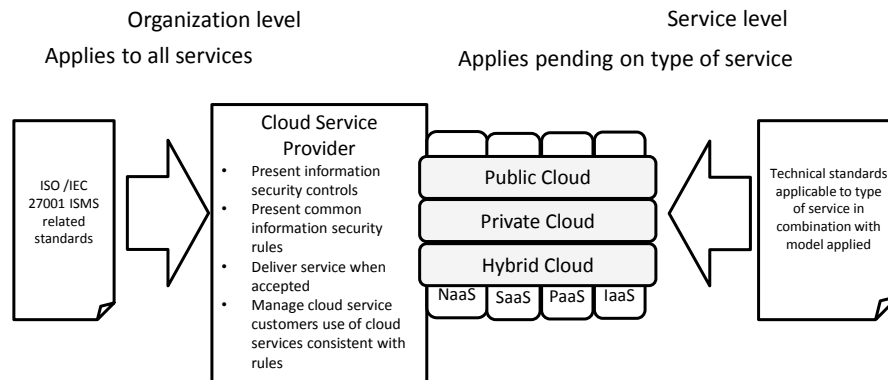 Organization level
Applies to all services
Service level
Applies pending on type of service
ISO /IEC
27001 ISMS
related
standards
Cloud Service
Provider
• Present information
security controls
• Present common
information security
rules
• Deliver service when
accepted
• Manage cloud service
customers use of cloud
services consistent with
rules
Public Cloud
Private Cloud
Hybrid Cloud
NaaS
SaaS
PaaS
IaaS
Technical standards
applicable to type
of service in
combination with
model applied